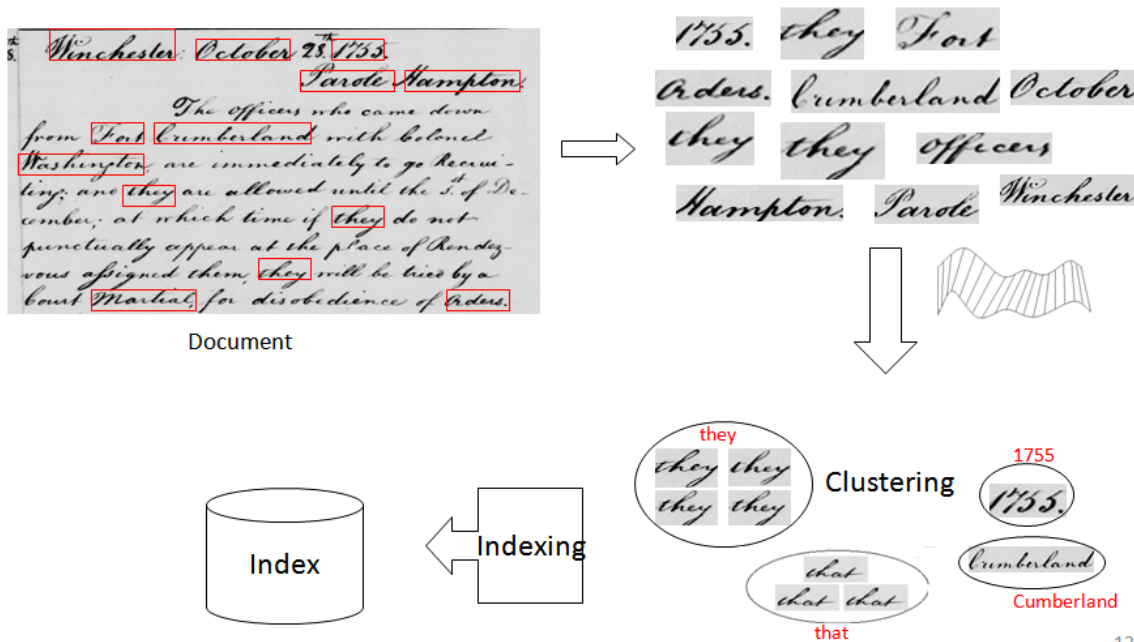 Winchester: October 28.th 1755.
Parole Hampton.
The officers who came down
from Fort Cumberland with Colonel
Washington, are immediately to go Recrui-
ting; and they are allowed until the 1.st of De-
cember; at which time if they do not
punctually appear at the place of Rendez-
vous assigned them, they will be tried by a
Court Martial, for disobedience of Orders.
Document
1755. they Fort
Orders. Cumberland October
they they officers
Hampton. Parole Winchester
they
they they
they they
Clustering
1755
1755.
Cumberland
Cumberland
that
that that
that
Indexing
Index